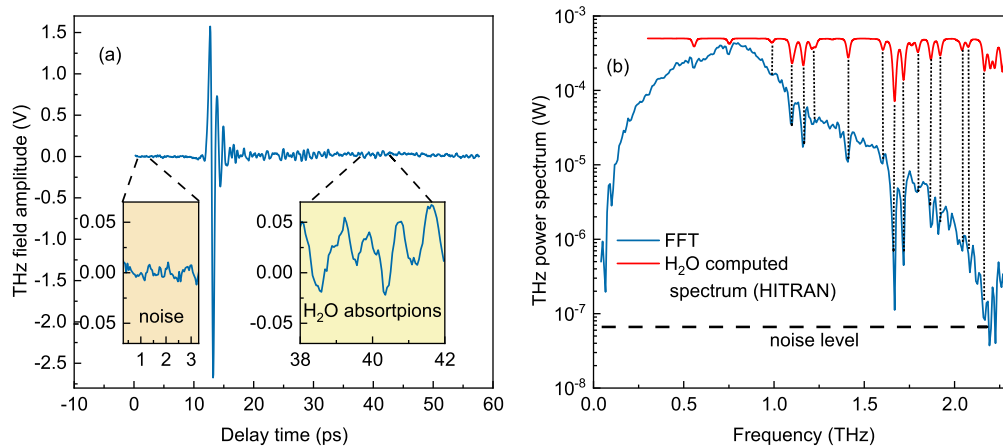 (a)
THz field amplitude (V)
1.5
1.0
0.5
0.0
-0.5
-1.0
-1.5
-2.0
-2.5
0.05
0.00
-0.05
noise
1 2 3
0.05
0.00
-0.05
H2O absortpions
38 40 42
-10 0 10 20 30 40 50 60
Delay time (ps)
(b)
THz power spectrum (W)
10^-3
10^-4
10^-5
10^-6
10^-7
10^-8
FFT
H2O computed
spectrum (HITRAN)
noise level
0.0 0.5 1.0 1.5 2.0
Frequency (THz)